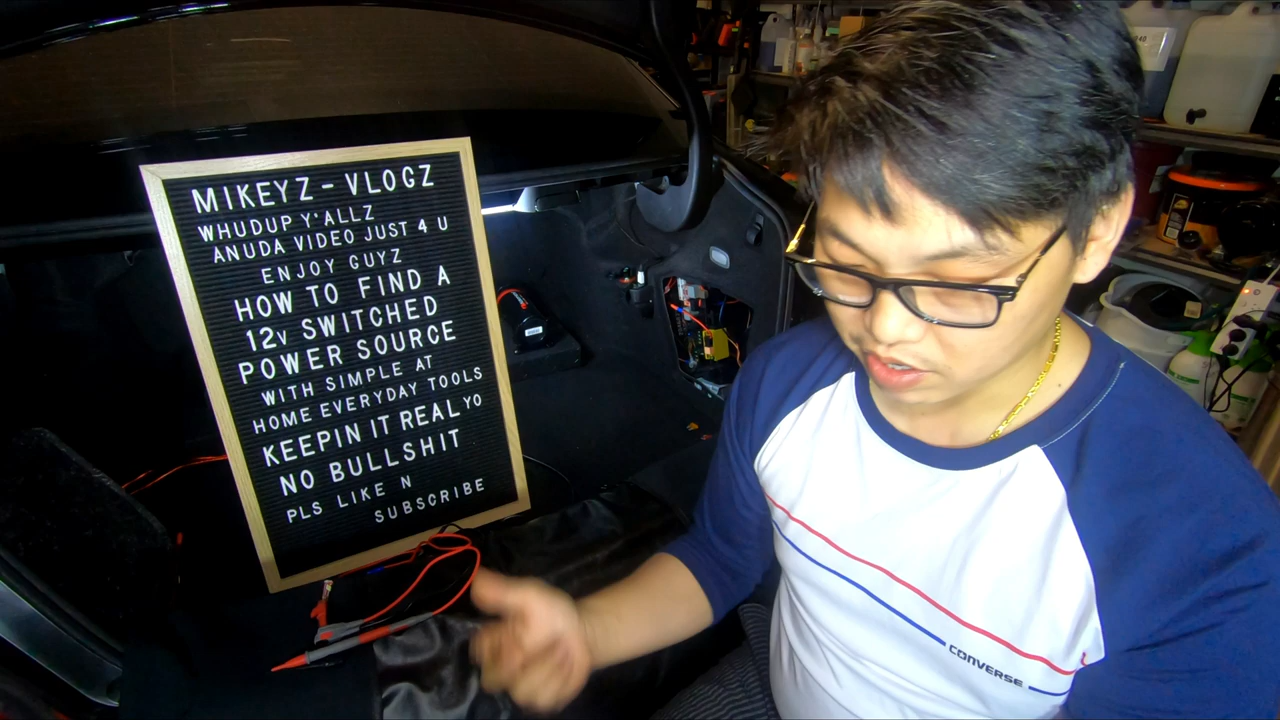 MIKEYZ-VLOGZ
WHUDUP Y'ALLZ
ANUDA VIDEO JUST 4 U
ENJOY GUYZ
HOW TO FIND A
12V SWITCHED
POWER SOURCE
WITH SIMPLE AT
HOME EVERYDAY TOOLS
KEEPIN IT REAL YO
NO BULLSHIT
PLS LIKE N
SUBSCRIBE
CONVERSE